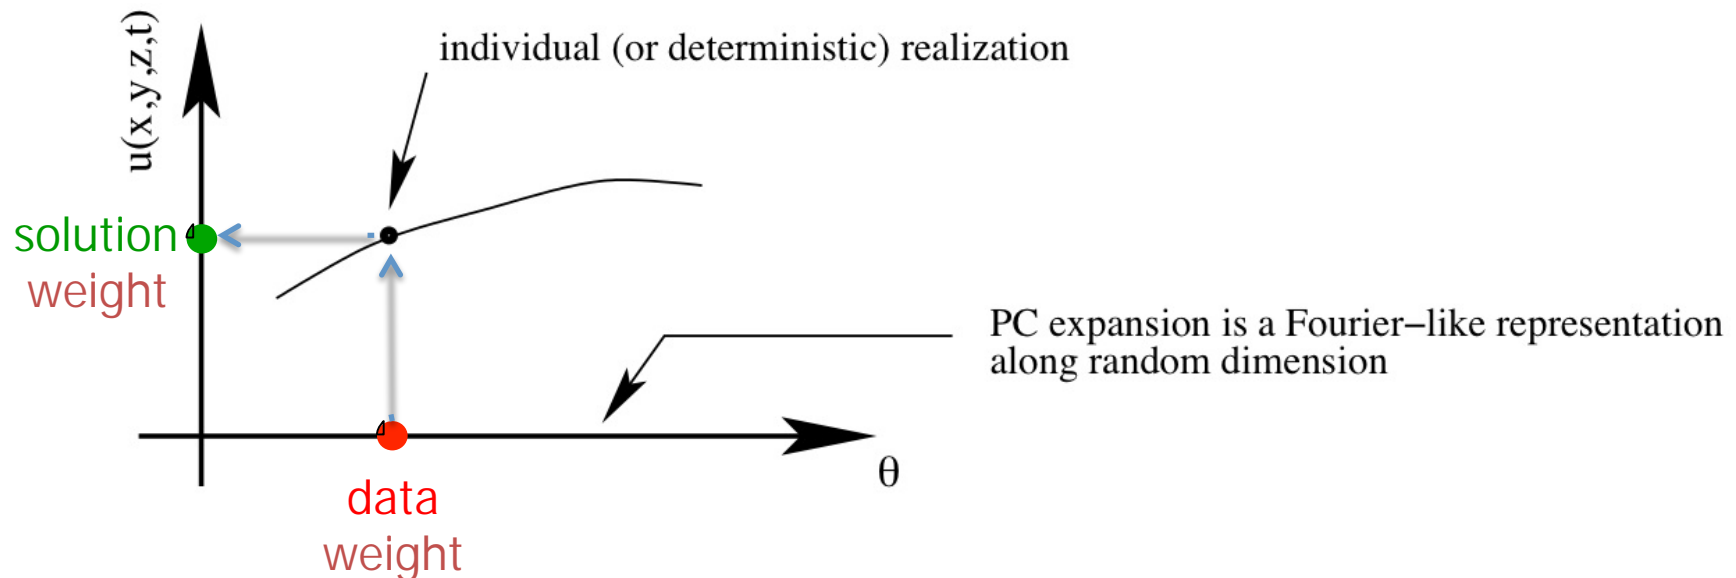 individual (or deterministic) realization
u(x,y,z,t)
solution
weight
PC expansion is a Fourier−like representation
along random dimension
θ
data
weight